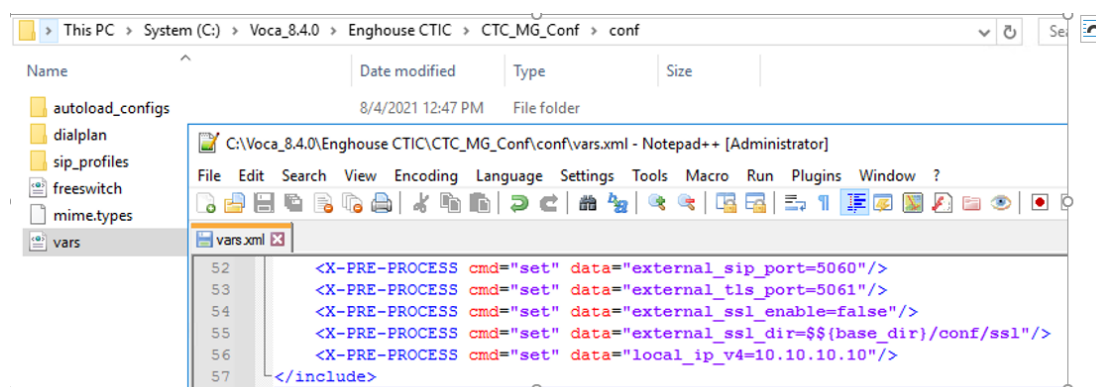 This PC > System (C:) > Voca_8.4.0 > Enghouse CTIC > CTC_MG_Conf > conf
Name Date modified Type Size
autoload_configs 8/4/2021 12:47 PM File folder
dialplan
sip_profiles
freeswitch
mime.types
vars
C:\Voca_8.4.0\Enghouse CTIC\CTC_MG_Conf\conf\vars.xml - Notepad++ [Administrator]
File Edit Search View Encoding Language Settings Tools Macro Run Plugins Window ?
vars.xml
52 <X-PRE-PROCESS cmd="set" data="external_sip_port=5060"/>
53 <X-PRE-PROCESS cmd="set" data="external_tls_port=5061"/>
54 <X-PRE-PROCESS cmd="set" data="external_ssl_enable=false"/>
55 <X-PRE-PROCESS cmd="set" data="external_ssl_dir=$${base_dir}/conf/ssl"/>
56 <X-PRE-PROCESS cmd="set" data="local_ip_v4=10.10.10.10"/>
57 </include>